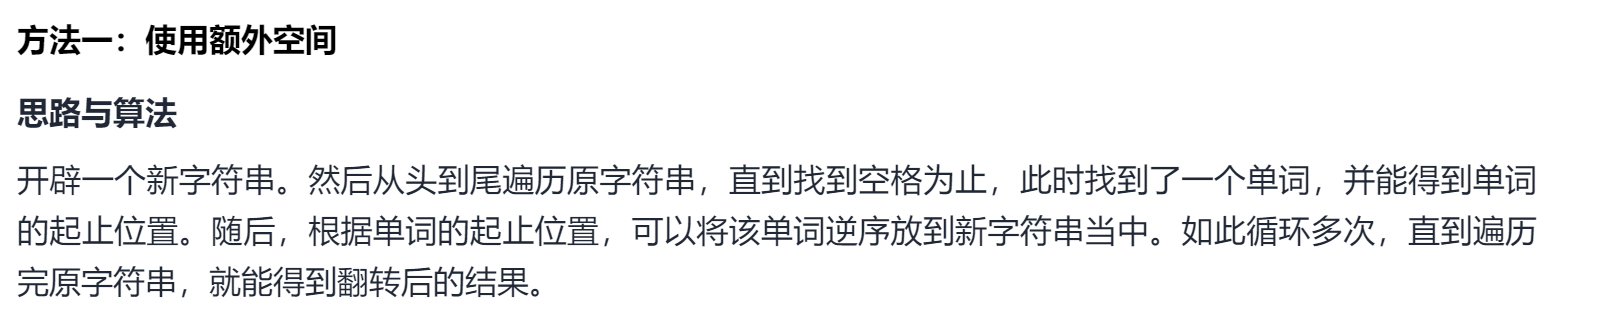 方法一：使用额外空间
思路与算法
开辟一个新字符串。然后从头到尾遍历原字符串，直到找到空格为止，此时找到了一个单词，并能得到单词
的起止位置。随后，根据单词的起止位置，可以将该单词逆序放到新字符串当中。如此循环多次，直到遍历
完原字符串，就能得到翻转后的结果。